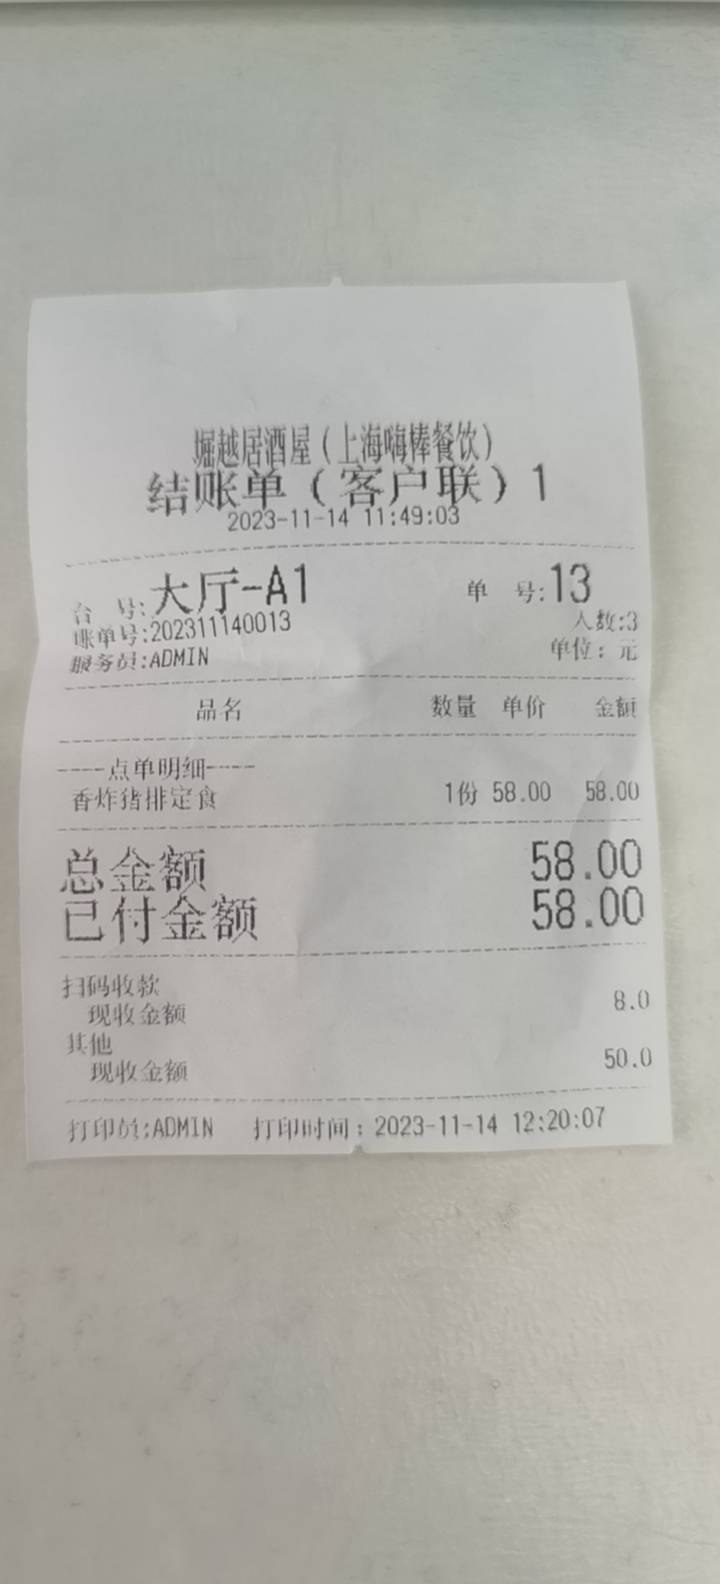 堀越居酒屋(上海嗨棒餐饮)
结账单(客户联)1
2023-11-14 11:49:03
台 号:大厅-A1 单 号:13
账单号:202311140013 人数:3
服务员:ADMIN 单位:元
品名 数量 单价 金额
----点单明细----
香炸猪排定食 1份 58.00 58.00
总金额 58.00
已付金额 58.00
扫码收款
现收金额 8.0
其他
现收金额 50.0
打印员:ADMIN 打印时间:2023-11-14 12:20:07